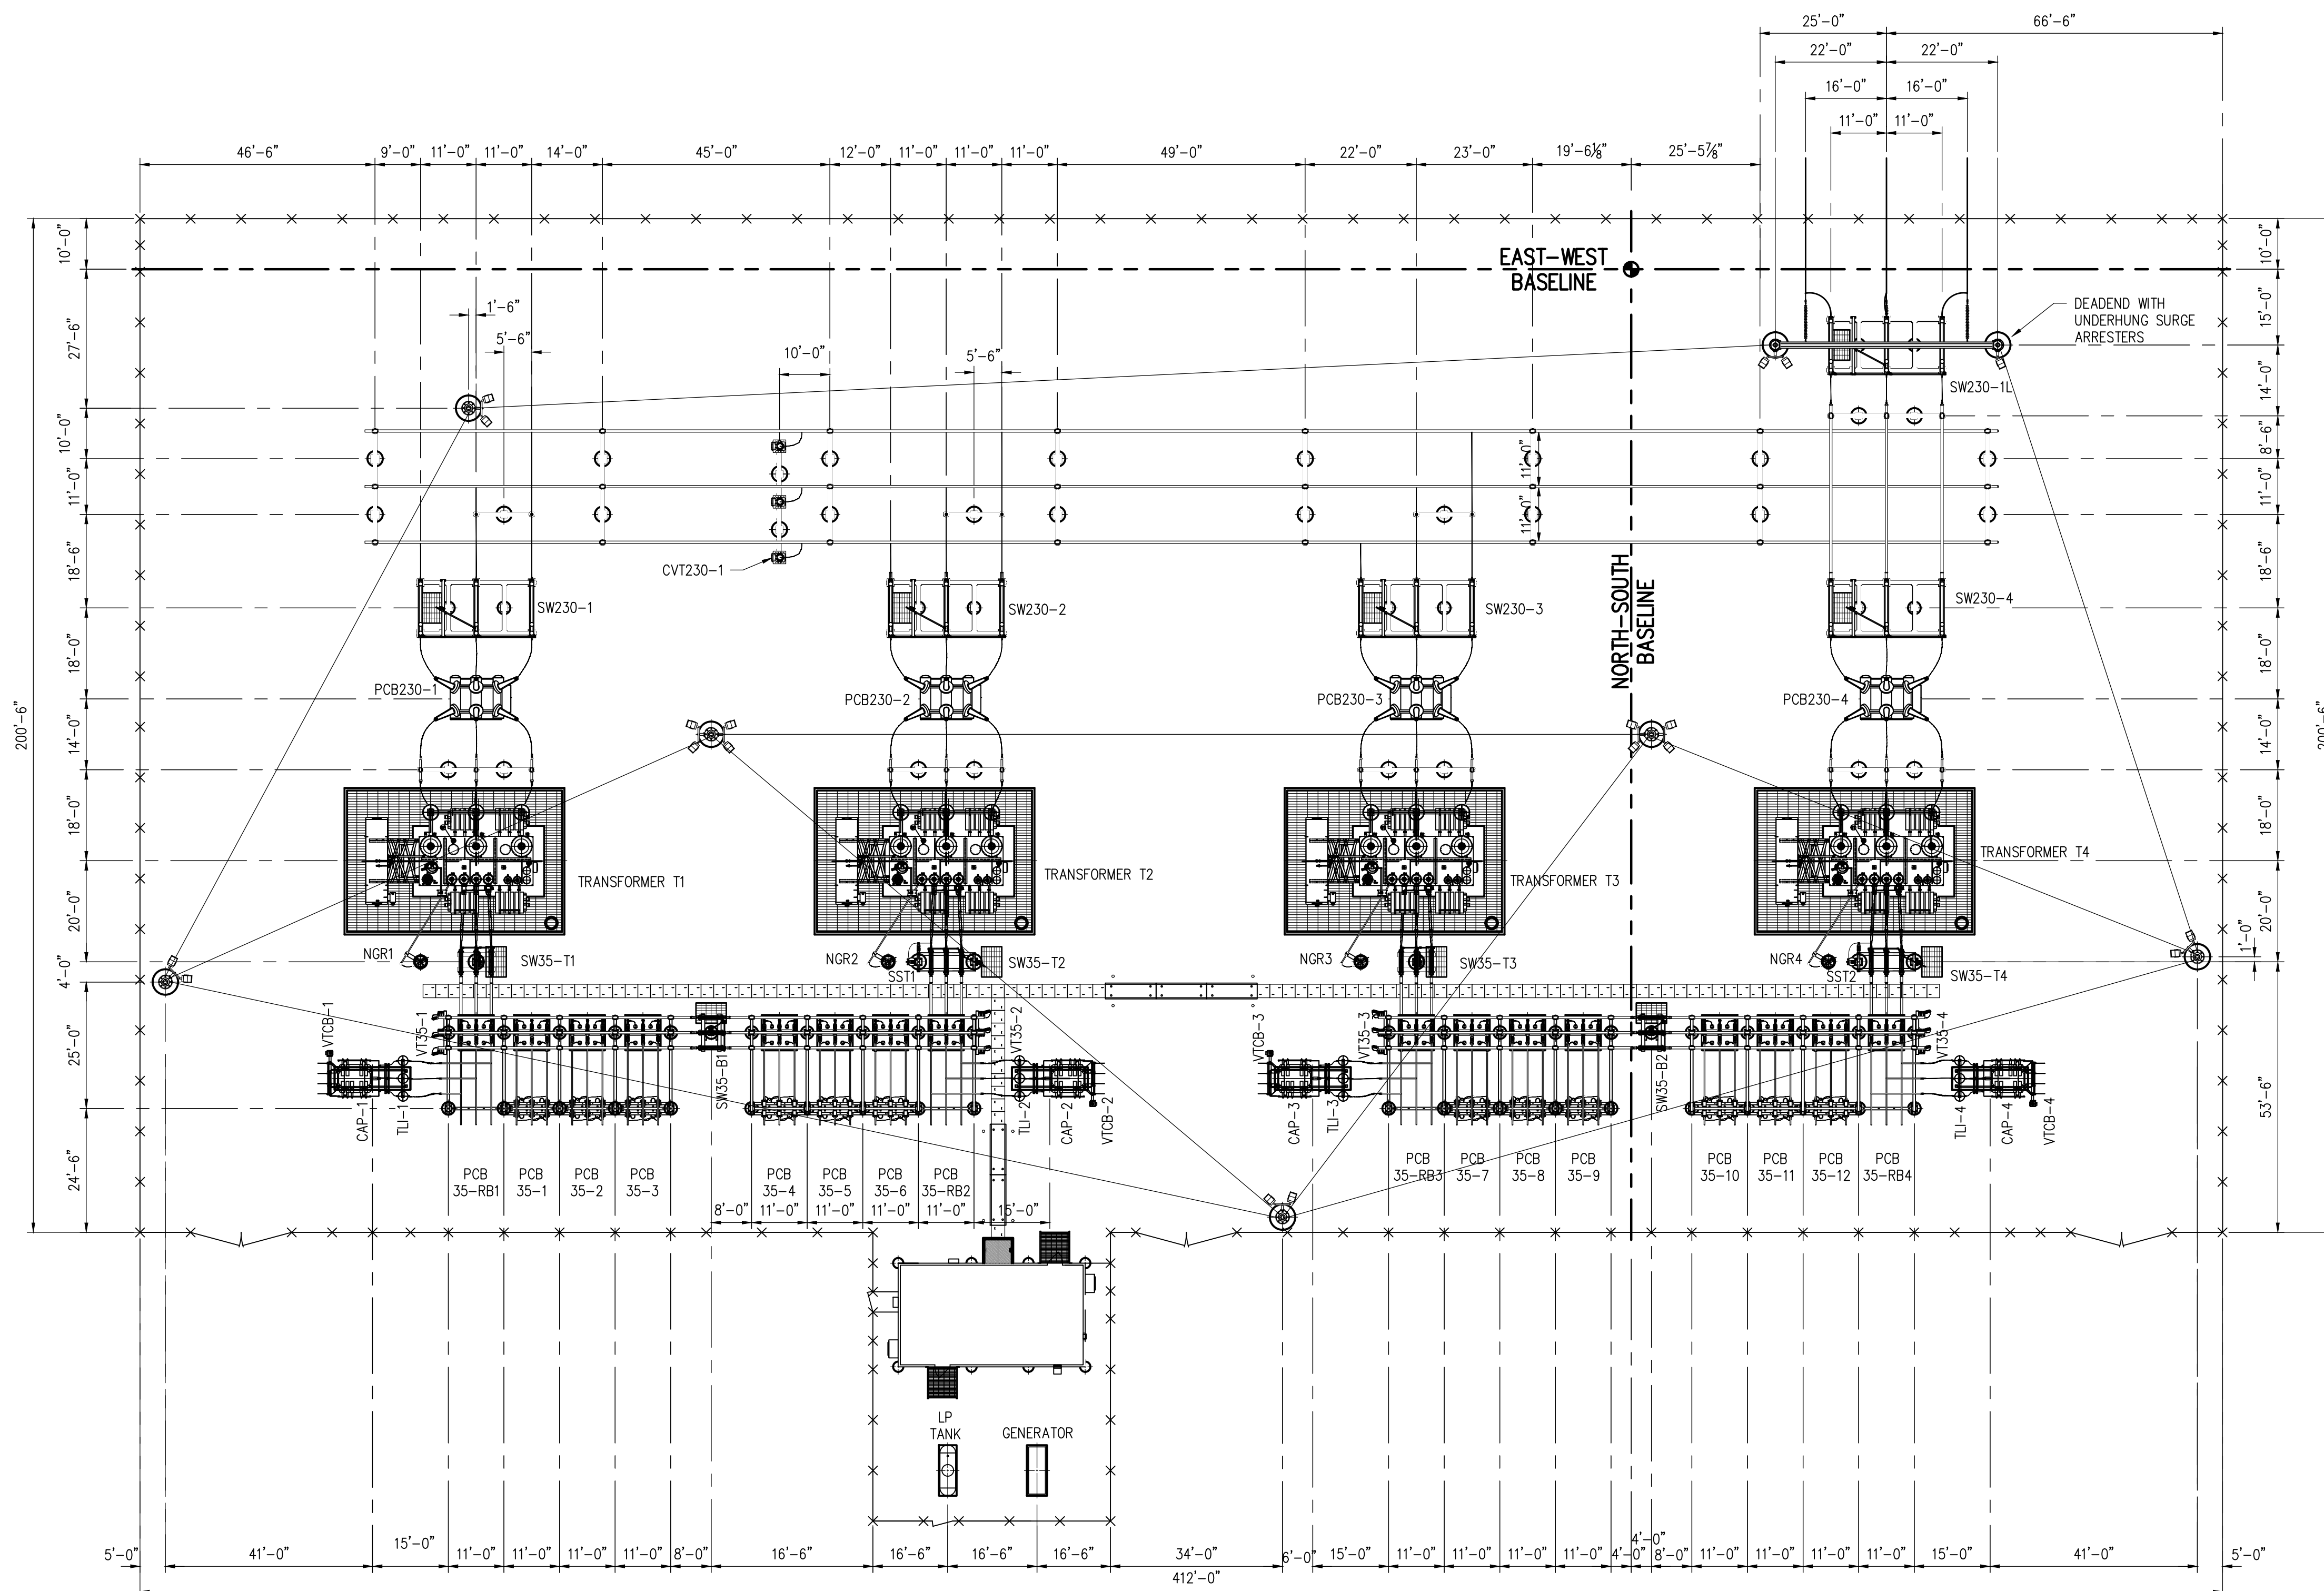 25'-0"
66'-6"
22'-0"
22'-0"
16'-0"
16'-0"
11'-0"
11'-0"
46'-6"
9'-0"
11'-0"
11'-0"
14'-0"
45'-0"
12'-0"
11'-0"
11'-0"
11'-0"
49'-0"
22'-0"
23'-0"
19'-6⅛"
25'-5⅞"
200'-6"
10'-0"
27'-6"
10'-0"
11'-0"
18'-6"
18'-0"
14'-0"
18'-0"
20'-0"
4'-0"
25'-0"
24'-6"
EAST-WEST
BASELINE
NORTH-SOUTH
BASELINE
DEADEND WITH
UNDERHUNG SURGE
ARRESTERS
SW230-1L
1'-6"
5'-6"
10'-0"
5'-6"
11'-0"
11'-0"
CVT230-1
SW230-1
SW230-2
SW230-3
SW230-4
PCB230-1
PCB230-2
PCB230-3
PCB230-4
TRANSFORMER T1
TRANSFORMER T2
TRANSFORMER T3
TRANSFORMER T4
NGR1
SW35-T1
NGR2
SST1
SW35-T2
NGR3
SW35-T3
NGR4
SST2
SW35-T4
VTCB-1
CAP-1
TLI-1
VT35-1
SW35-B1
VT35-2
TLI-2
CAP-2
VTCB-2
VTCB-3
CAP-3
TLI-3
VT35-3
SW35-B2
VT35-4
TLI-4
CAP-4
VTCB-4
PCB
35-RB1
PCB
35-1
PCB
35-2
PCB
35-3
PCB
35-4
PCB
35-5
PCB
35-6
PCB
35-RB2
PCB
35-RB3
PCB
35-7
PCB
35-8
PCB
35-9
PCB
35-10
PCB
35-11
PCB
35-12
PCB
35-RB4
8'-0"
11'-0"
11'-0"
11'-0"
11'-0"
15'-0"
10'-0"
15'-0"
14'-0"
8'-6"
11'-0"
18'-6"
18'-0"
14'-0"
18'-0"
20'-0"
1'-0"
53'-6"
200'-6"
LP
TANK
GENERATOR
5'-0"
41'-0"
15'-0"
11'-0"
11'-0"
11'-0"
11'-0"
8'-0"
16'-6"
16'-6"
16'-6"
16'-6"
34'-0"
6'-0"
15'-0"
11'-0"
11'-0"
11'-0"
11'-0"
4'-0"
4'-0"
8'-0"
11'-0"
11'-0"
11'-0"
11'-0"
15'-0"
41'-0"
5'-0"
412'-0"